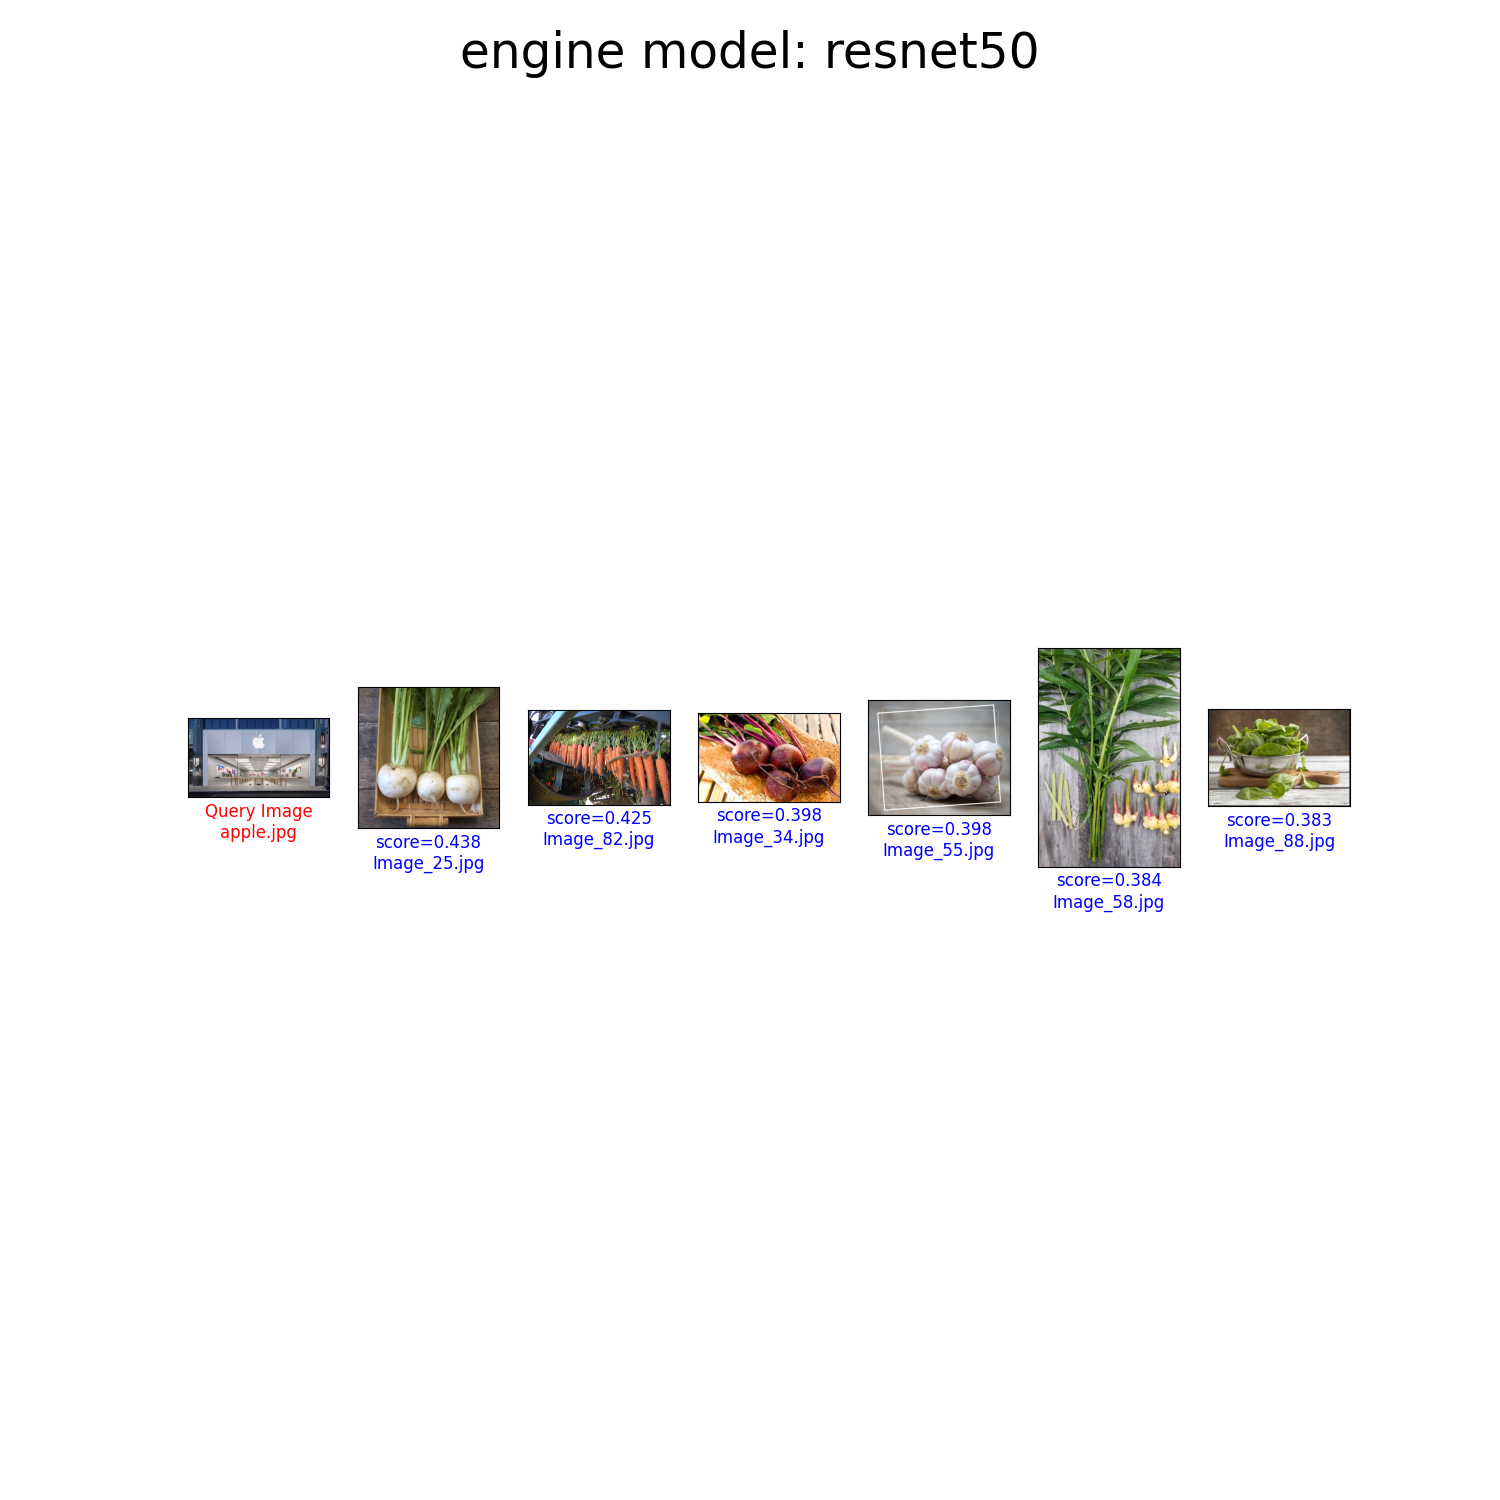 engine model: resnet50
Query Image
apple.jpg
score=0.438
Image_25.jpg
score=0.425
Image_82.jpg
score=0.398
Image_34.jpg
score=0.398
Image_55.jpg
score=0.384
Image_58.jpg
score=0.383
Image_88.jpg